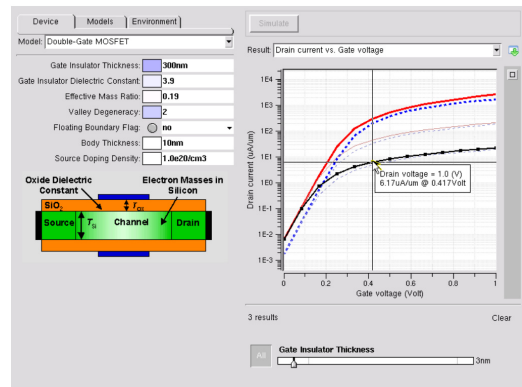 Device
Models
Environment
Model: Double-Gate MOSFET
Gate Insulator Thickness: 300nm
Gate Insulator Dielectric Constant: 3.9
Effective Mass Ratio: 0.19
Valley Degeneracy: 2
Floating Boundary Flag: no
Body Thickness: 10nm
Source Doping Density: 1.0e20/cm3
Oxide Dielectric Constant
Electron Masses in Silicon
SiO2
Tox
Source
TSi
Channel
Drain
Simulate
Result: Drain current vs. Gate voltage
Drain current (uA/um)
1E4
1E3
1E2
1E1
1E0
1E-1
1E-2
1E-3
Drain voltage = 1.0 (V)
6.17uA/um @ 0.417Volt
0 0.2 0.4 0.6 0.8 1
Gate voltage (Volt)
3 results
Clear
All
Gate Insulator Thickness
3nm